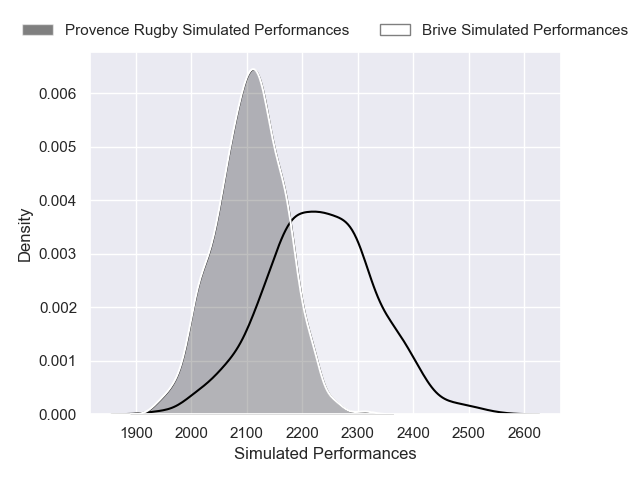 Provence Rugby Simulated Performances
Brive Simulated Performances
0.006
0.005
0.004
0.003
0.002
0.001
0.000
Density
1900 2000 2100 2200 2300 2400 2500 2600
Simulated Performances